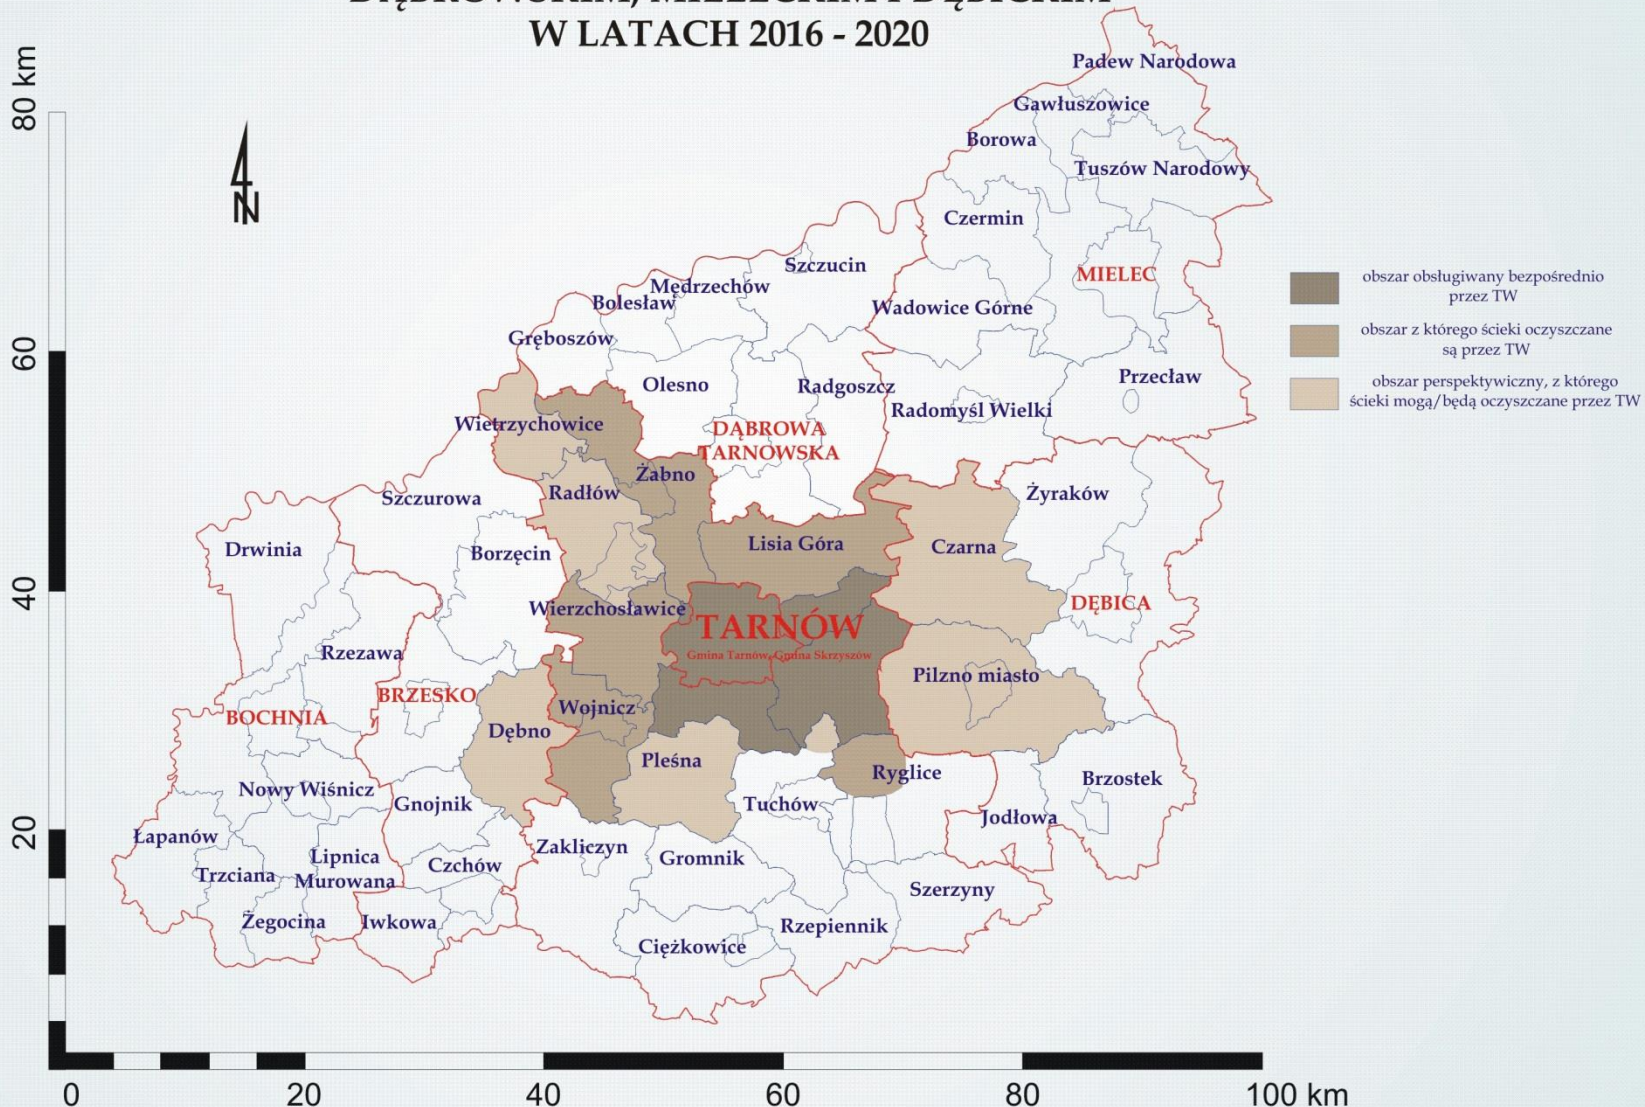 DĄBROWSKIM, MIELECKIM I DĘBICKIM
W LATACH 2016 - 2020
80 km
60
40
20
N
Padew Narodowa
Gawłuszowice
Borowa
Tuszów Narodowy
Czermin
Szczucin
MIELEC
Mędrzechów
Bolesław
Wadowice Górne
Gręboszów
Olesno
Radgoszcz
Przecław
Radomyśl Wielki
Wietrzychowice
DĄBROWA
TARNOWSKA
Żabno
Radłów
Szczurowa
Żyraków
Drwinia
Borzęcin
Lisia Góra
Czarna
Wierzchosławice
DĘBICA
TARNÓW
Gmina Tarnów, Gmina Skrzyszów
Rzezawa
Pilzno miasto
BRZESKO
BOCHNIA
Wojnicz
Dębno
Pleśna
Ryglice
Brzostek
Nowy Wiśnicz
Gnojnik
Tuchów
Jodłowa
Łapanów
Zakliczyn
Lipnica
Murowana
Gromnik
Czchów
Trzciana
Szerzyny
Żegocina
Iwkowa
Rzepiennik
Ciężkowice
obszar obsługiwany bezpośrednio
przez TW
obszar z którego ścieki oczyszczane
są przez TW
obszar perspektywiczny, z którego
ścieki mogą/będą oczyszczane przez TW
0
20
40
60
80
100 km